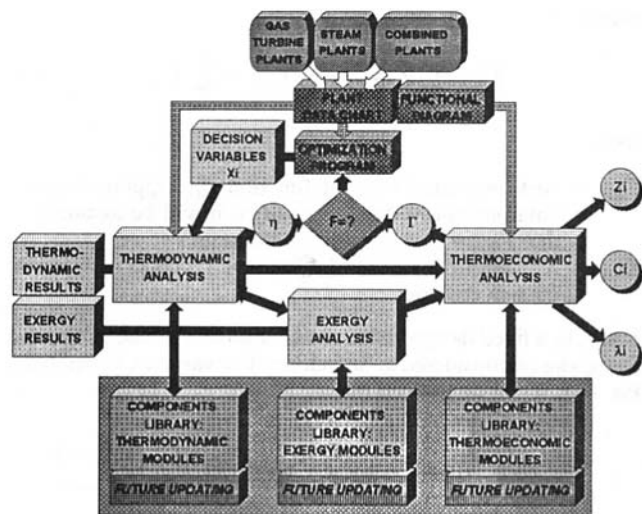 GAS
TURBINE
PLANTS
STEAM
PLANTS
COMBINED
PLANTS
PLANT
DATA CHART
FUNCTIONAL
DIAGRAM
DECISION
VARIABLES
Xi
OPTIMIZATION
PROGRAM
η
F=?
Γ
Zi
THERMO-
DYNAMIC
RESULTS
THERMODYNAMIC
ANALYSIS
THERMOECONOMIC
ANALYSIS
Ci
EXERGY
RESULTS
EXERGY
ANALYSIS
λi
COMPONENTS
LIBRARY:
THERMODYNAMIC
MODULES
FUTURE UPDATING
COMPONENTS
LIBRARY:
EXERGY MODULES
FUTURE UPDATING
COMPONENTS
LIBRARY:
THERMOECONOMIC
MODULES
FUTURE UPDATING